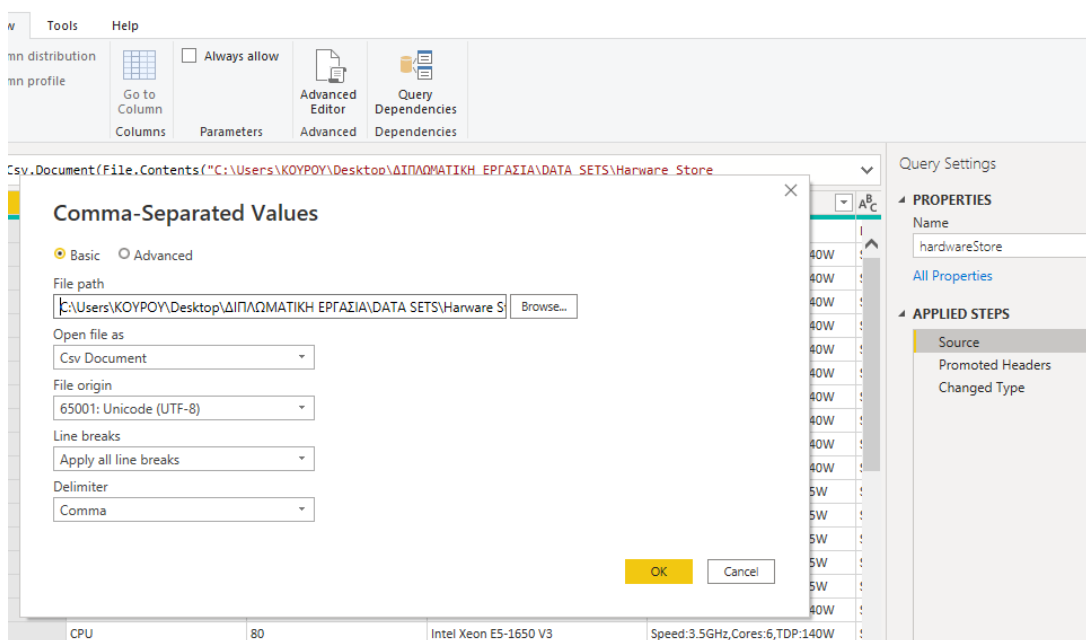 w Tools Help
mn distribution
mn profile
Go to
Column
Columns
Always allow
Parameters
Advanced
Editor
Advanced
Query
Dependencies
Dependencies
Csv.Document(File.Contents("C:\Users\ΚΟΥΡΟΥ\Desktop\ΔΙΠΛΩΜΑΤΙΚΗ ΕΡΓΑΣΙΑ\DATA SETS\Harware Store
Comma-Separated Values
Basic Advanced
File path
C:\Users\ΚΟΥΡΟΥ\Desktop\ΔΙΠΛΩΜΑΤΙΚΗ ΕΡΓΑΣΙΑ\DATA SETS\Harware S
Browse...
Open file as
Csv Document
File origin
65001: Unicode (UTF-8)
Line breaks
Apply all line breaks
Delimiter
Comma
OK Cancel
ABC
40W
40W
40W
40W
40W
40W
40W
40W
40W
40W
5W
5W
5W
5W
5W
40W
CPU 80 Intel Xeon E5-1650 V3 Speed:3.5GHz,Cores:6,TDP:140W
Query Settings
PROPERTIES
Name
hardwareStore
All Properties
APPLIED STEPS
Source
Promoted Headers
Changed Type